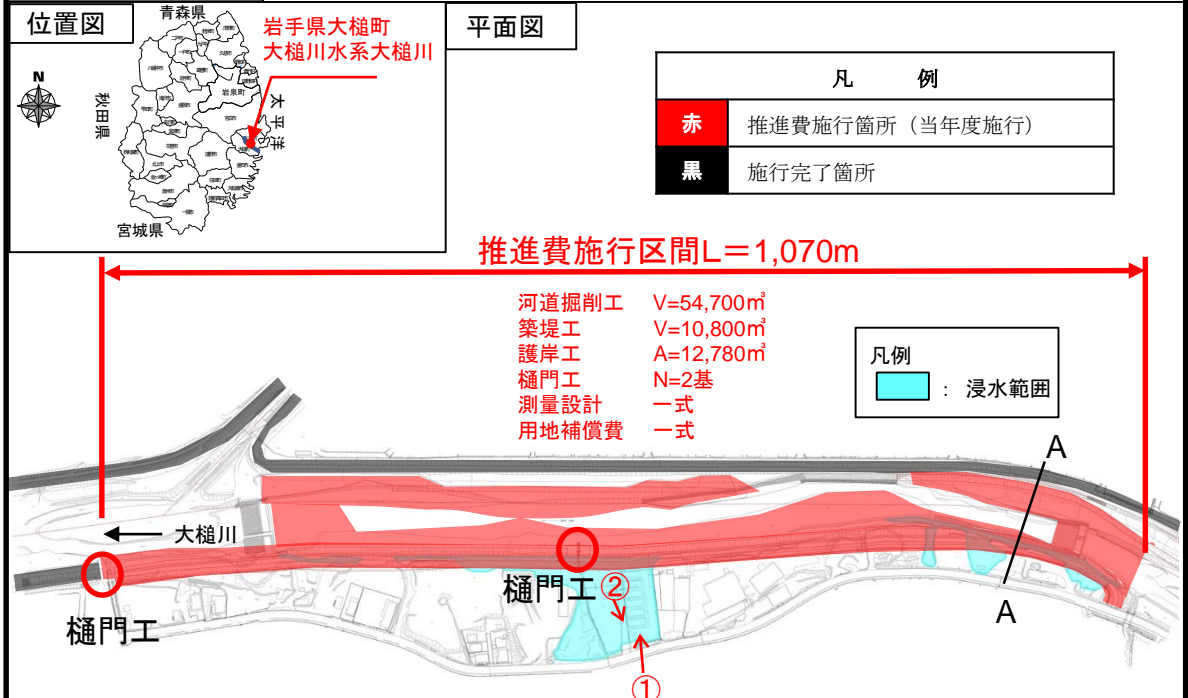 位置図
青森県
岩手県大槌町
大槌川水系大槌川
N
秋田県
太平洋
岩泉町
宮城県
平面図
凡 例
赤 推進費施行箇所（当年度施行）
黒 施行完了箇所
推進費施行区間L＝1,070m
河道掘削工 V=54,700㎥
築堤工 V=10,800㎥
護岸工 A=12,780㎥
樋門工 N=2基
測量設計 一式
用地補償費 一式
凡例
：浸水範囲
A
大槌川
樋門工
②
樋門工
A
①